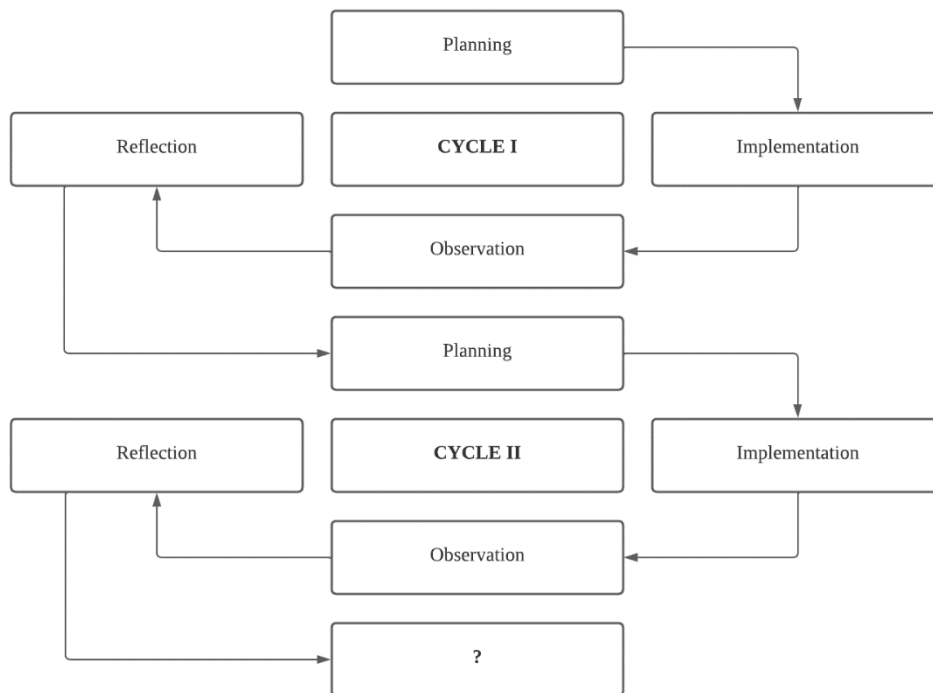 Planning
Reflection
CYCLE I
Implementation
Observation
Planning
Reflection
CYCLE II
Implementation
Observation
?